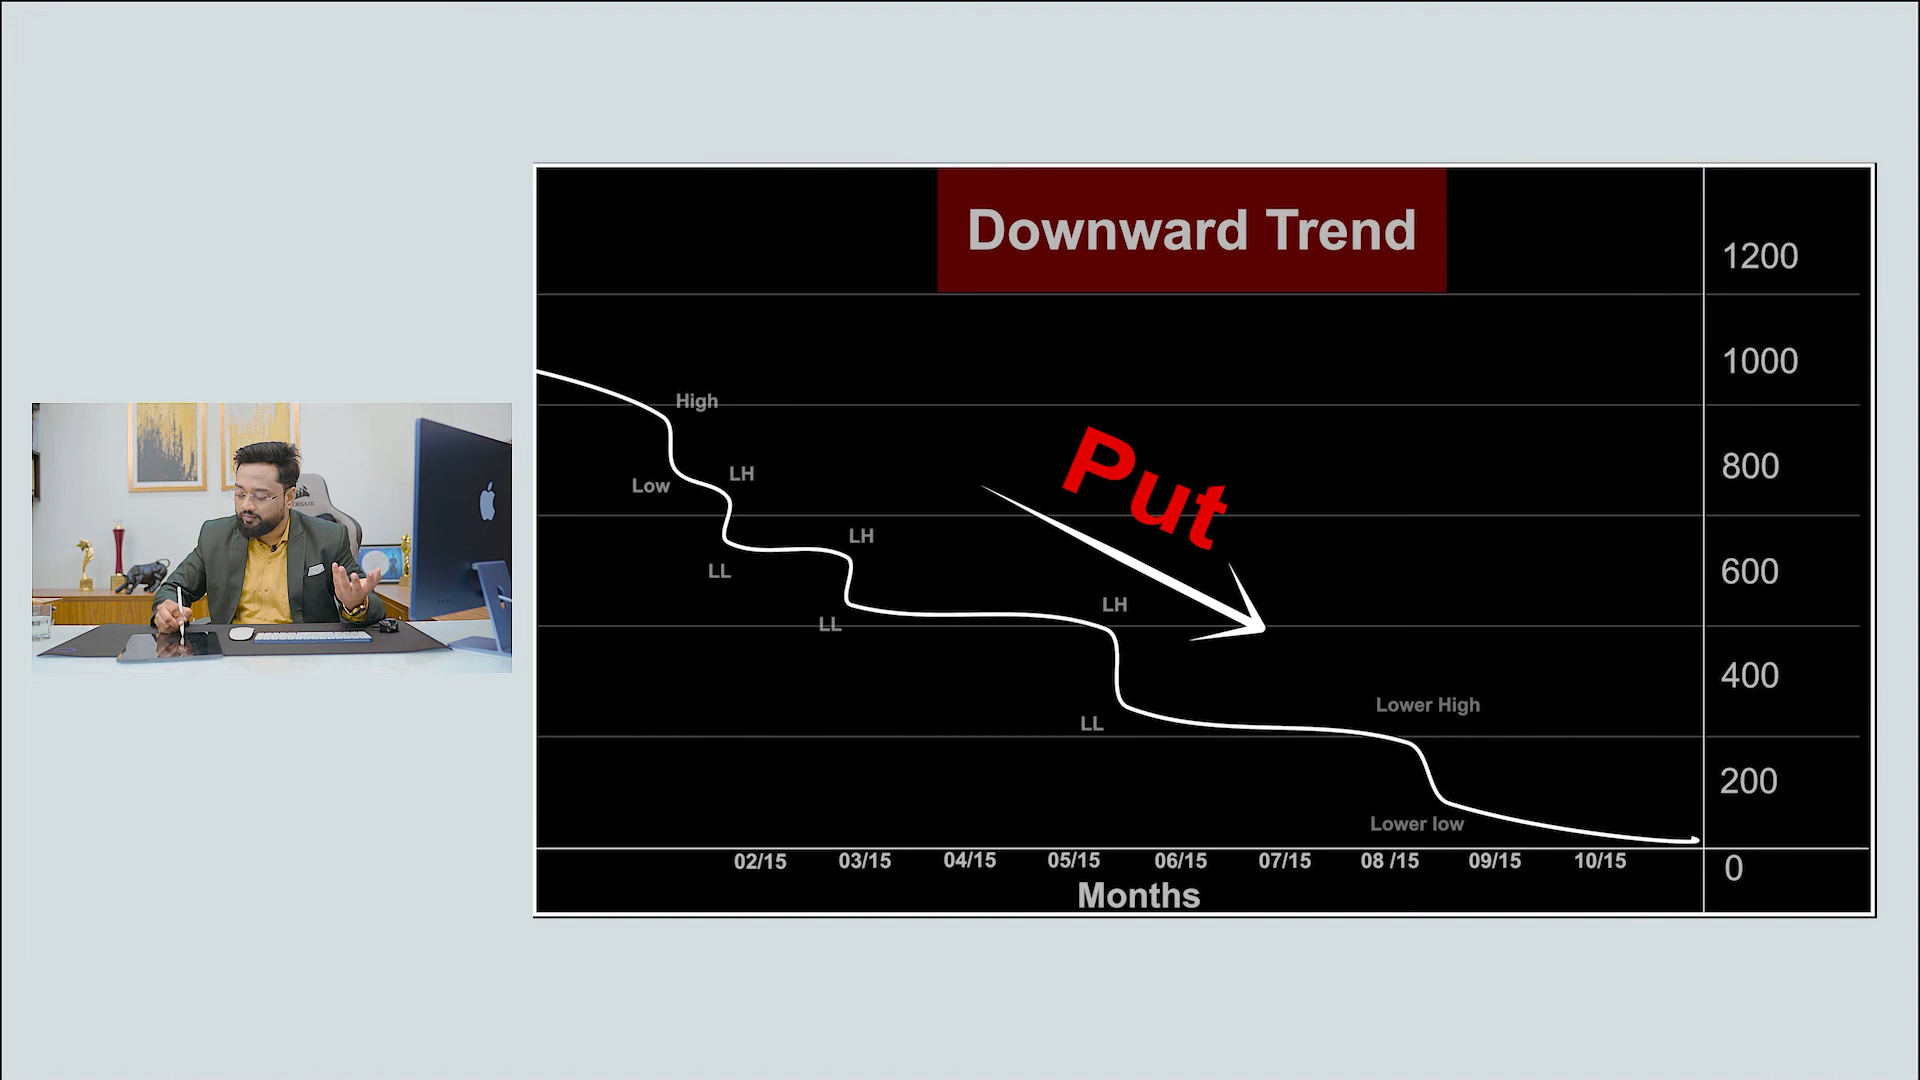 Downward Trend
1200
1000
High
Put
800
Low
LH
LH
600
LL
LH
LL
400
Lower High
LL
200
Lower low
02/15 03/15 04/15 05/15 06/15 07/15 08 /15 09/15 10/15
0
Months